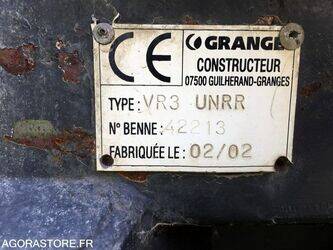 CE GRANGE
CONSTRUCTEUR
07500 GUILHERAND-GRANGES
TYPE: VR3 UNRR
N° BENNE: 42213
FABRIQUÉE LE: 02/02
AGORASTORE.FR